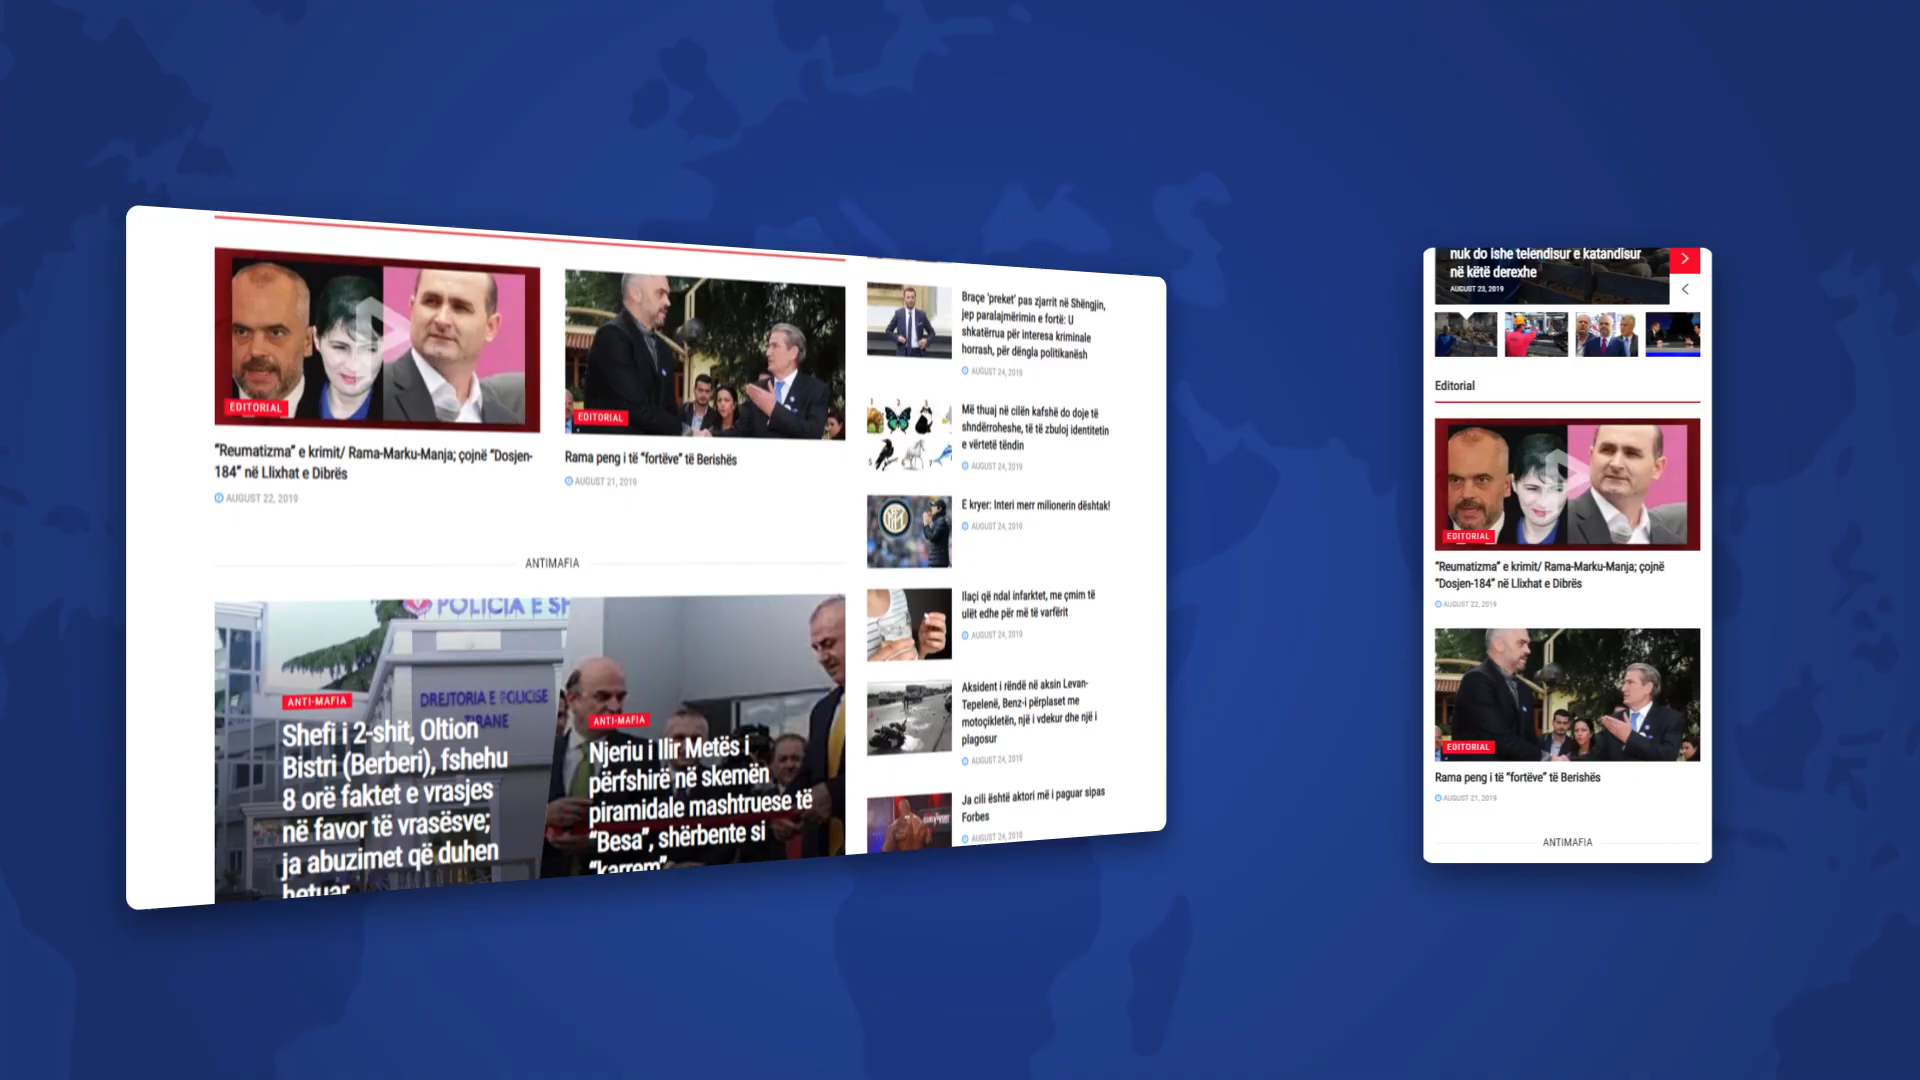 EDITORIAL
“Reumatizma” e krimit/ Rama-Marku-Manja; çojnë “Dosjen-
184” në Llixhat e Dibrës
AUGUST 22, 2019
EDITORIAL
Rama peng i të “fortëve” të Berishës
AUGUST 21, 2019
ANTIMAFIA
POLICIA E SH
DREJTORIA E POLICISE
TIRANE
ANTI-MAFIA
Shefi i 2-shit, Oltion
Bistri (Berberi), fshehu
8 orë faktet e vrasjes
në favor të vrasësve;
ja abuzimet që duhen
hetuar
ANTI-MAFIA
Njeriu i Ilir Metës i
përfshirë në skemën
piramidale mashtruese të
“Besa”, shërbente si
“karrem”
Braçe ‘preket’ pas zjarrit në Shëngjin,
jep paralajmërimin e fortë: U
shkatërrua për interesa kriminale
horrash, për dëngla politikanësh
AUGUST 24, 2019
Më thuaj në cilën kafshë do doje të
shndërroheshe, të të zbuloj identitetin
e vërtetë tëndin
AUGUST 24, 2019
E kryer: Interi merr milionerin dështak!
AUGUST 24, 2019
Ilaçi që ndal infarktet, me çmim të
ulët edhe për më të varfërit
AUGUST 24, 2019
Aksident i rëndë në aksin Levan-
Tepelenë, Benz-i përplaset me
motoçikletën, një i vdekur dhe një i
plagosur
AUGUST 24, 2019
Ja cili është aktori më i paguar sipas
Forbes
AUGUST 24, 2019
nuk do ishe telendisur e katandisur
në këtë derexhe
AUGUST 23, 2019
Editorial
EDITORIAL
“Reumatizma” e krimit/ Rama-Marku-Manja; çojnë
“Dosjen-184” në Llixhat e Dibrës
AUGUST 22, 2019
EDITORIAL
Rama peng i të “fortëve” të Berishës
AUGUST 21, 2019
ANTIMAFIA